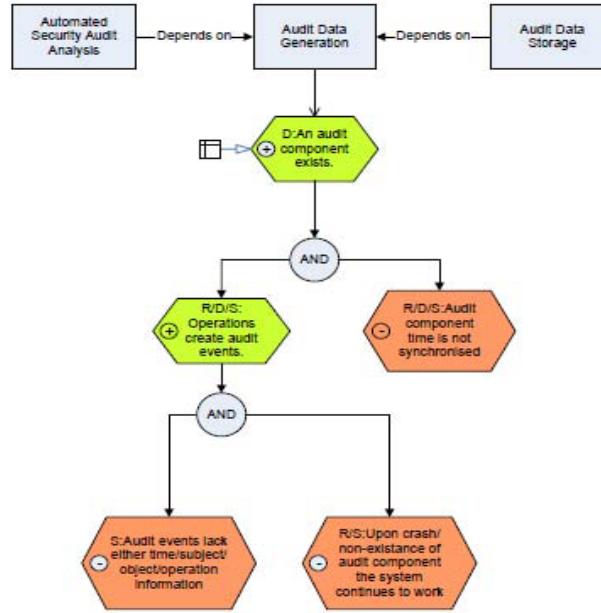 Automated
Security Audit
Analysis
Depends on
Audit Data
Generation
Depends on
Audit Data
Storage
D:An audit
component
exists.
+
AND
R/D/S:
Operations
create audit
events.
+
R/D/S:Audit
component
time is not
synchronised
-
AND
S:Audit events lack
either time/subject/
object/operation
information
-
R/S:Upon crash/
non-existance of
audit component
the system
continues to work
-